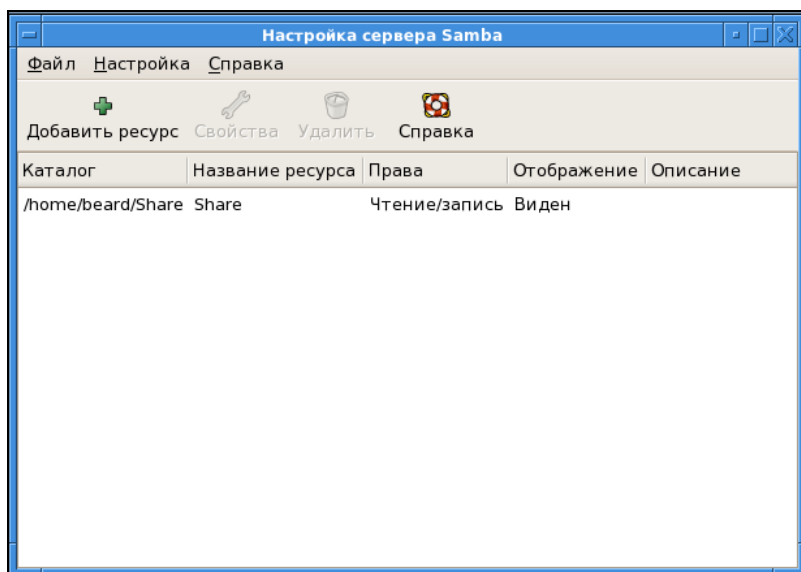 Настройка сервера Samba
Файл Настройка Справка
Добавить ресурс Свойства Удалить Справка
Каталог Название ресурса Права Отображение Описание
/home/beard/Share Share Чтение/запись Виден